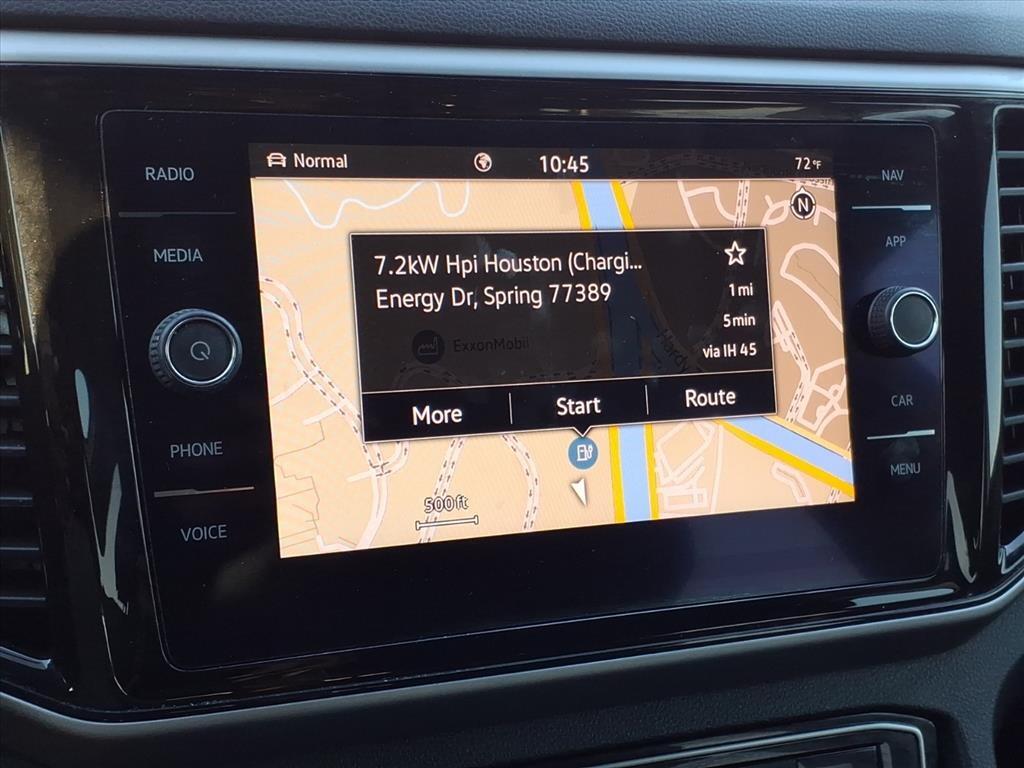 RADIO
MEDIA
PHONE
VOICE
Normal
10:45
72°F
N
7.2kW Hpi Houston (Chargi...
Energy Dr, Spring 77389
1 mi
5 min
via IH 45
ExxonMobil
Hardy
More
Start
Route
500 ft
NAV
APP
CAR
MENU